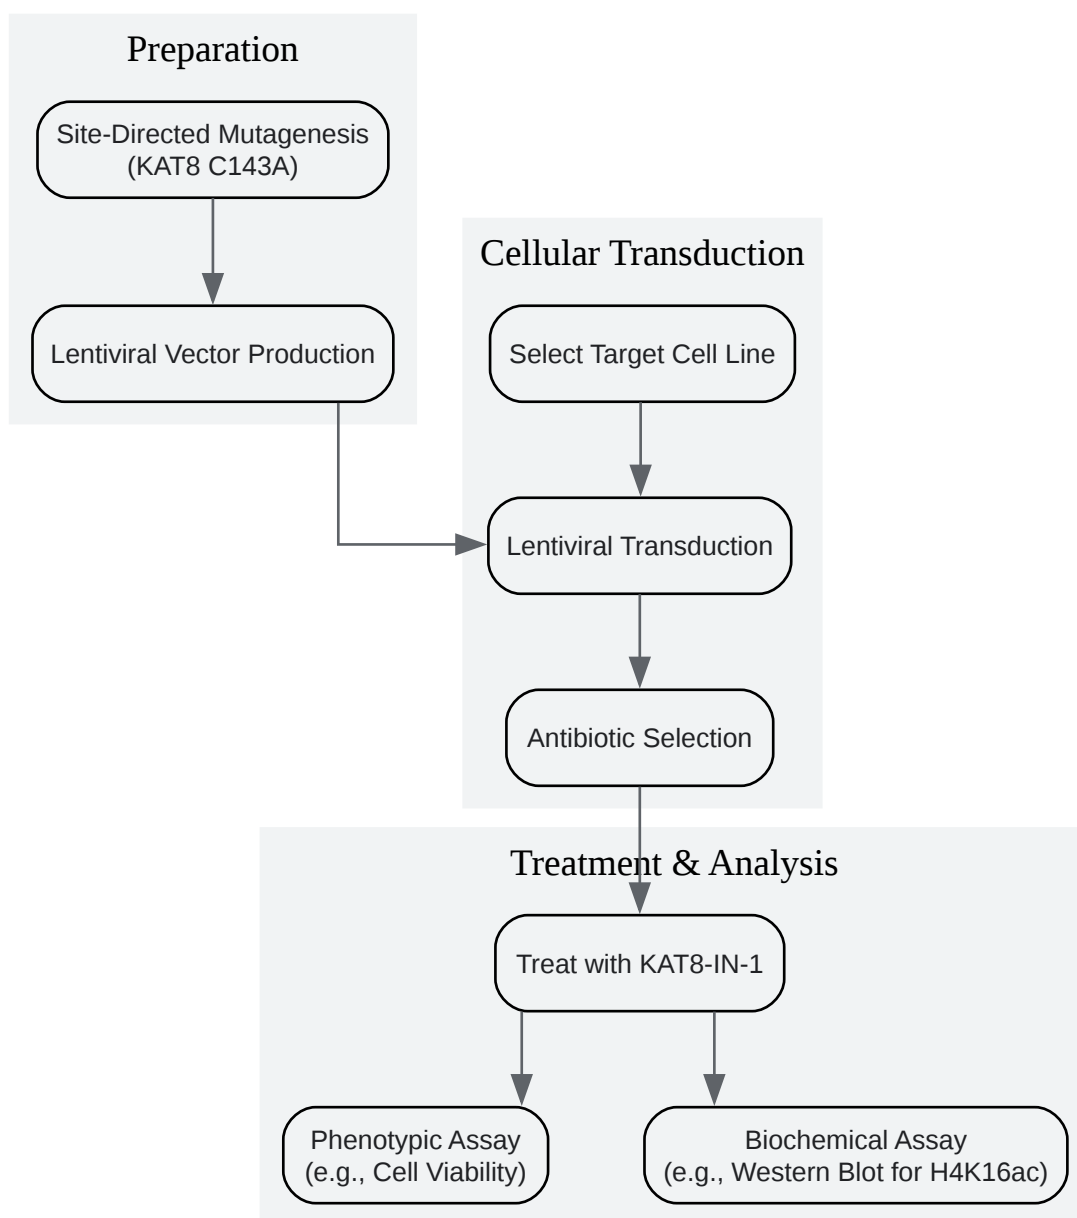 Preparation
Site-Directed Mutagenesis
(KAT8 C143A)
Lentiviral Vector Production
Cellular Transduction
Select Target Cell Line
Lentiviral Transduction
Antibiotic Selection
Treatment & Analysis
Treat with KAT8-IN-1
Phenotypic Assay
(e.g., Cell Viability)
Biochemical Assay
(e.g., Western Blot for H4K16ac)